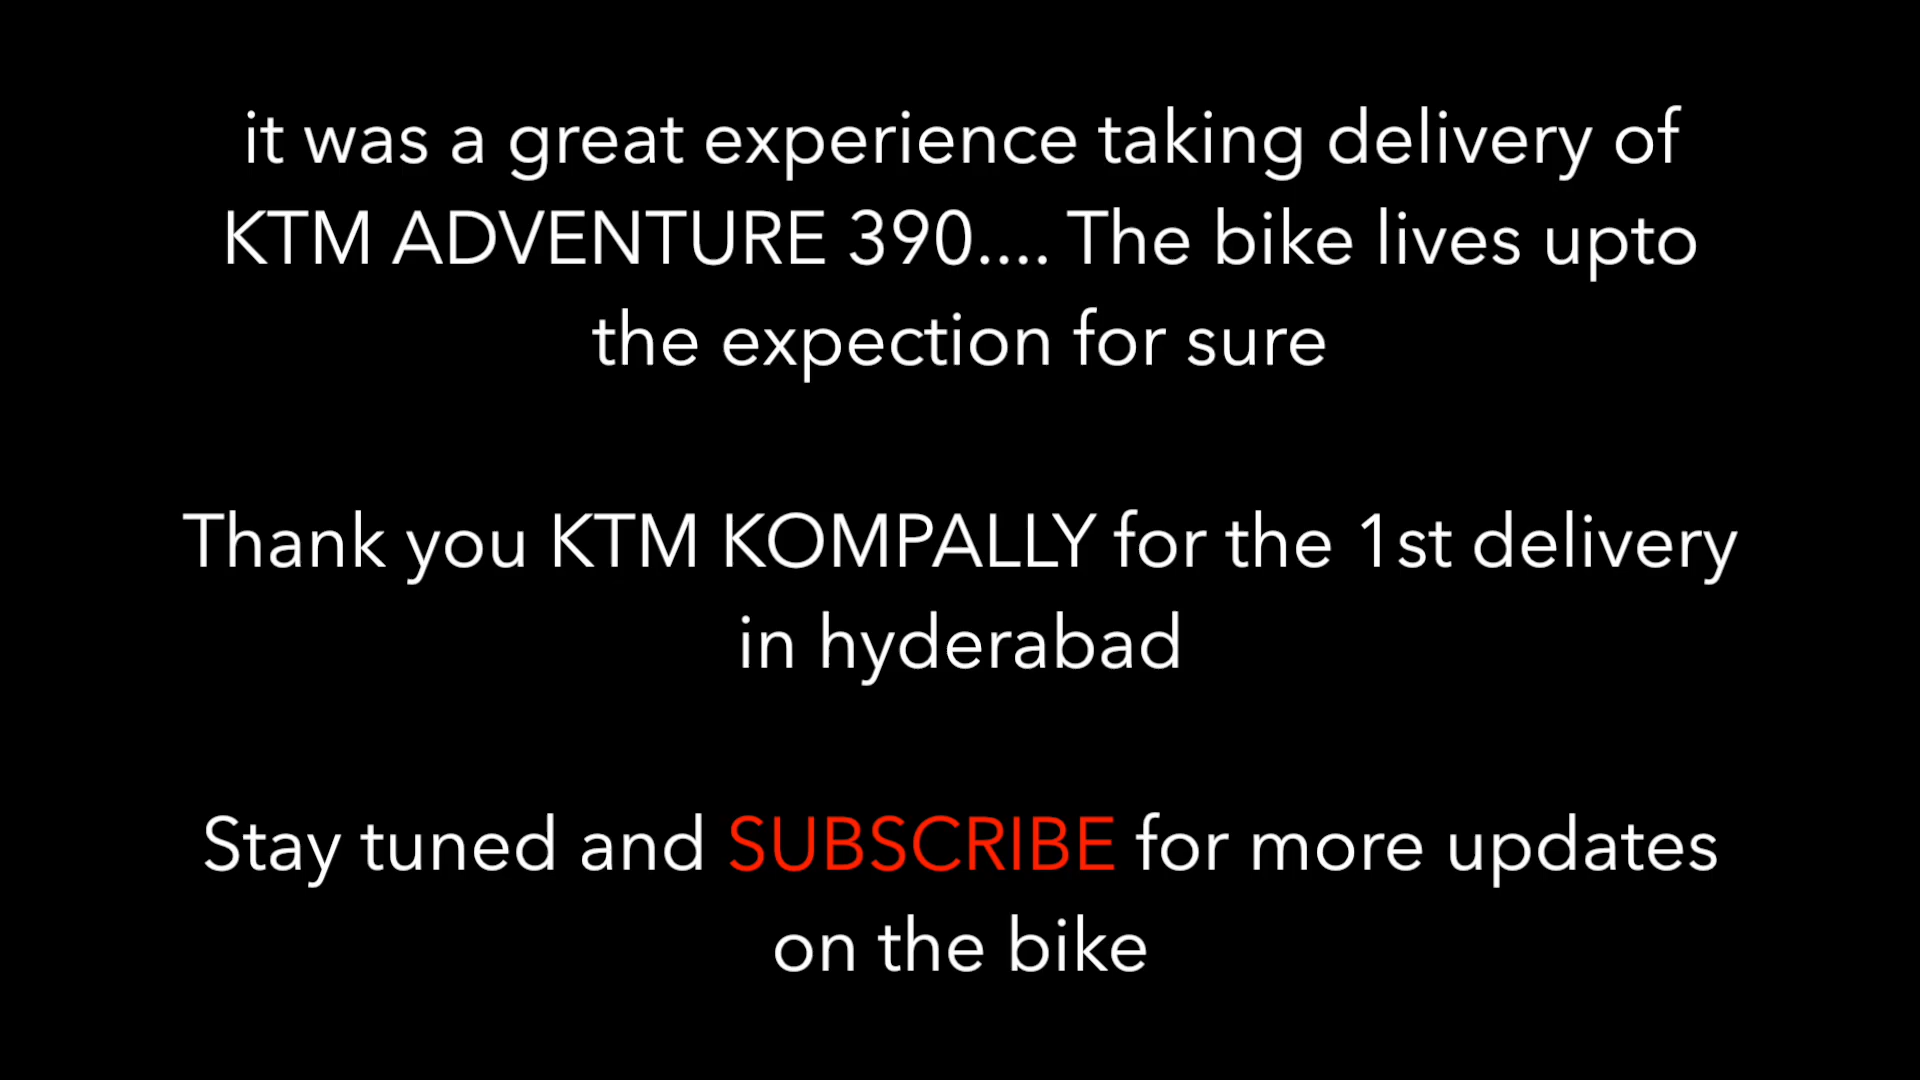 it was a great experience taking delivery of
KTM ADVENTURE 390.... The bike lives upto
the expection for sure
Thank you KTM KOMPALLY for the 1st delivery
in hyderabad
Stay tuned and SUBSCRIBE for more updates
on the bike